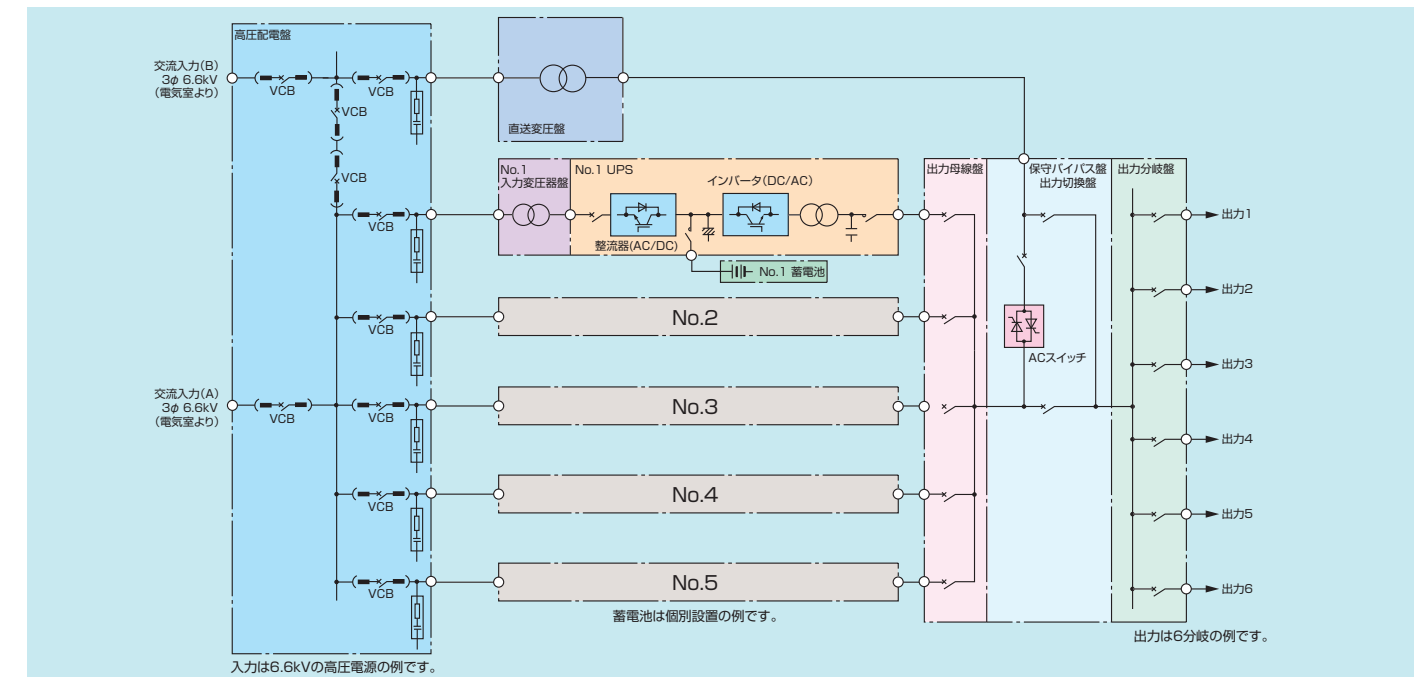 高圧配電盤
交流入力(B)
3φ 6.6kV
(電気室より)
VCB
VCB
VCB
VCB
直送変圧盤
No.1
入力変圧器盤
No.1 UPS
インバータ(DC/AC)
整流器(AC/DC)
No.1 蓄電池
VCB
出力母線盤
保守バイパス盤
出力切換盤
出力分岐盤
出力1
出力2
出力3
出力4
出力5
出力6
ACスイッチ
VCB
No.2
交流入力(A)
3φ 6.6kV
(電気室より)
VCB
VCB
No.3
VCB
No.4
VCB
No.5
蓄電池は個別設置の例です。
出力は6分岐の例です。
入力は6.6kVの高圧電源の例です。